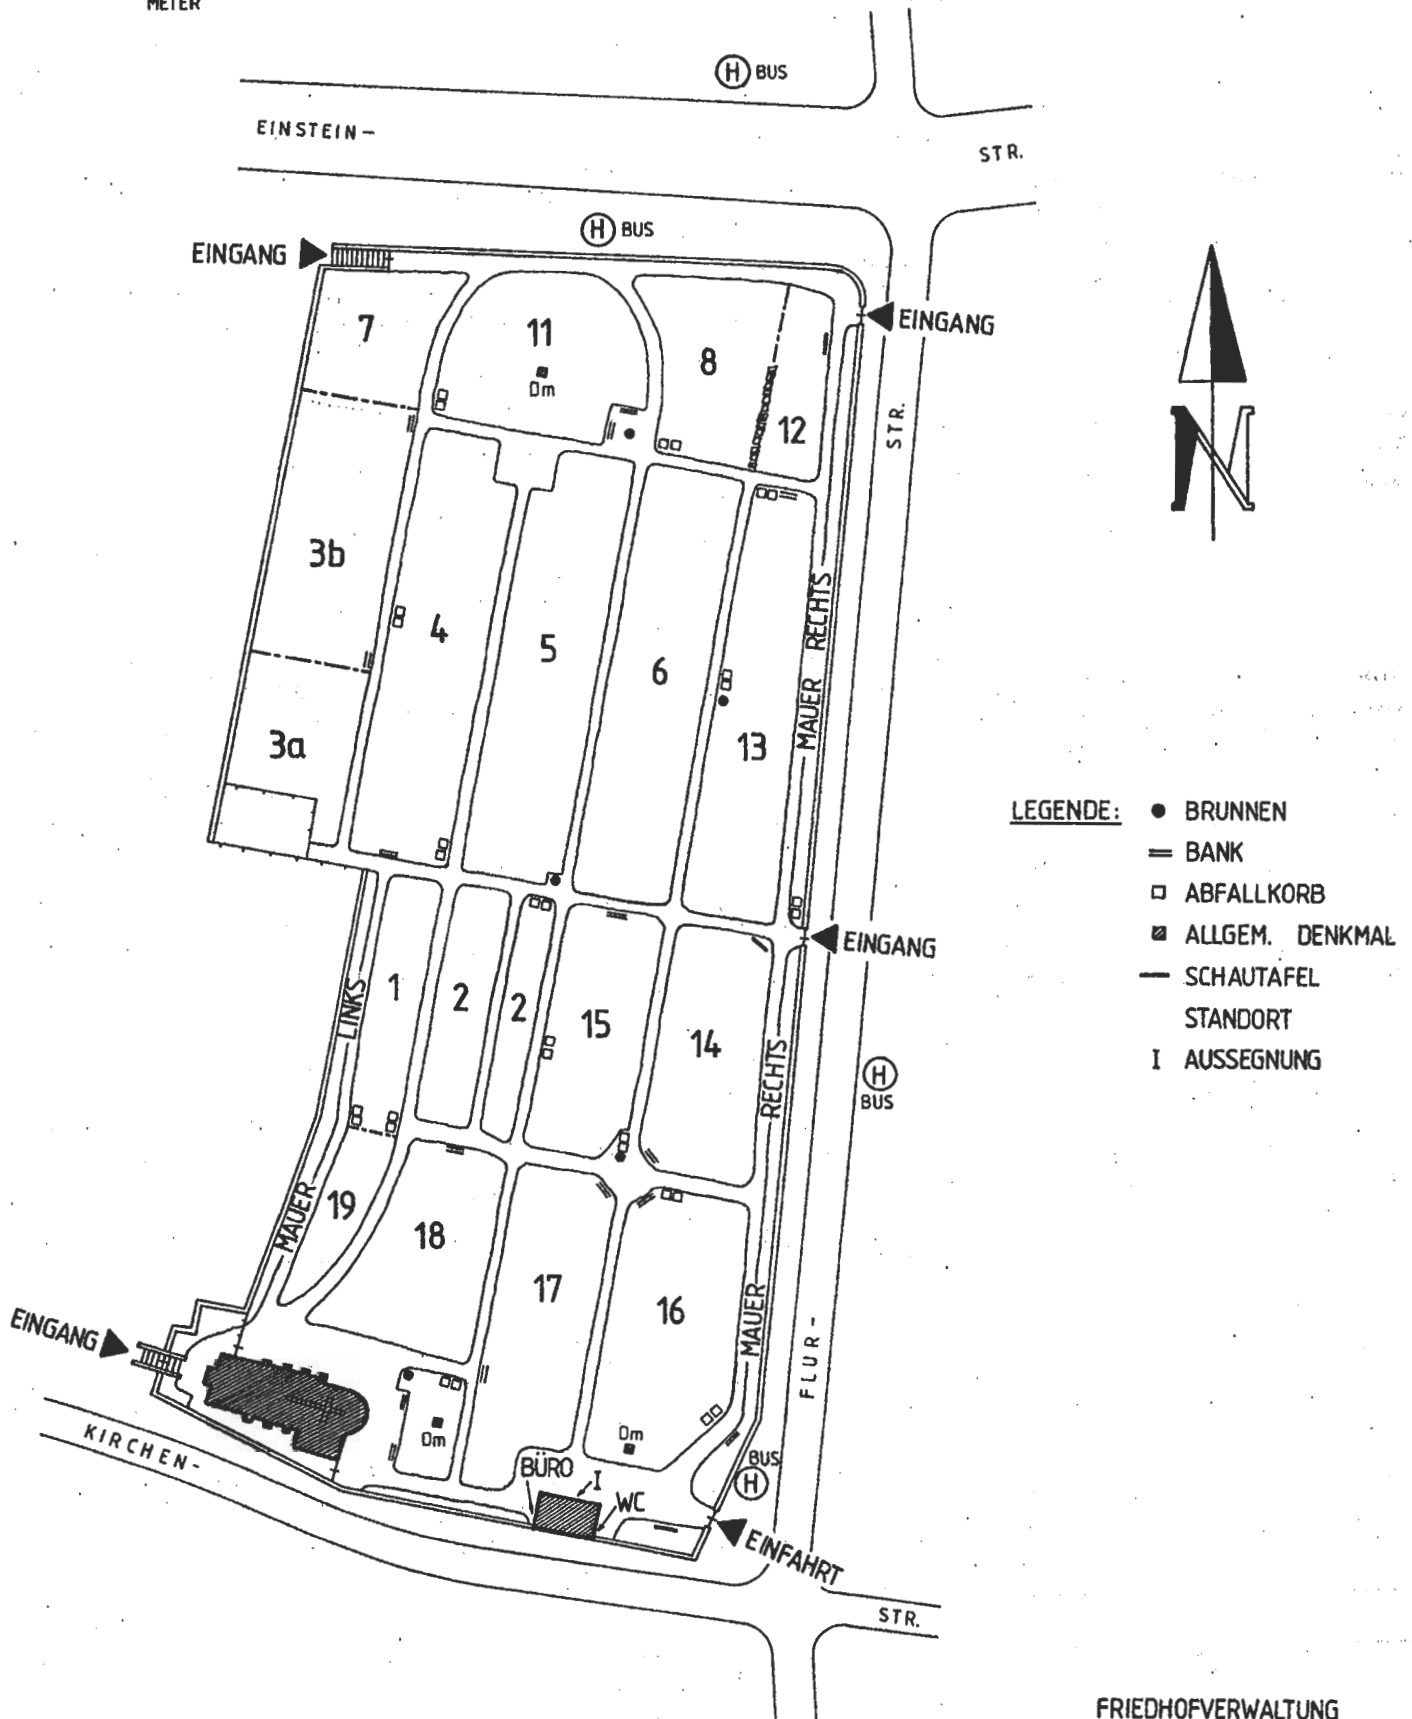 METER
H BUS
EINSTEIN-
STR.
H BUS
EINGANG
EINGANG
7
11
Dm
8
12
STR.
N
3b
4
5
6
13
MAUER RECHTS
3a
LEGENDE:
BRUNNEN
BANK
ABFALLKORB
ALLGEM. DENKMAL
SCHAUTAFEL
STANDORT
I AUSSEGNUNG
EINGANG
1
2
2
15
14
MAUER LINKS
MAUER RECHTS
H
BUS
19
18
17
16
FLUR-
EINGANG
KIRCHEN-
Dm
Dm
BÜRO
I
WC
BUS
H
EINFAHRT
STR.
FRIEDHOFVERWALTUNG